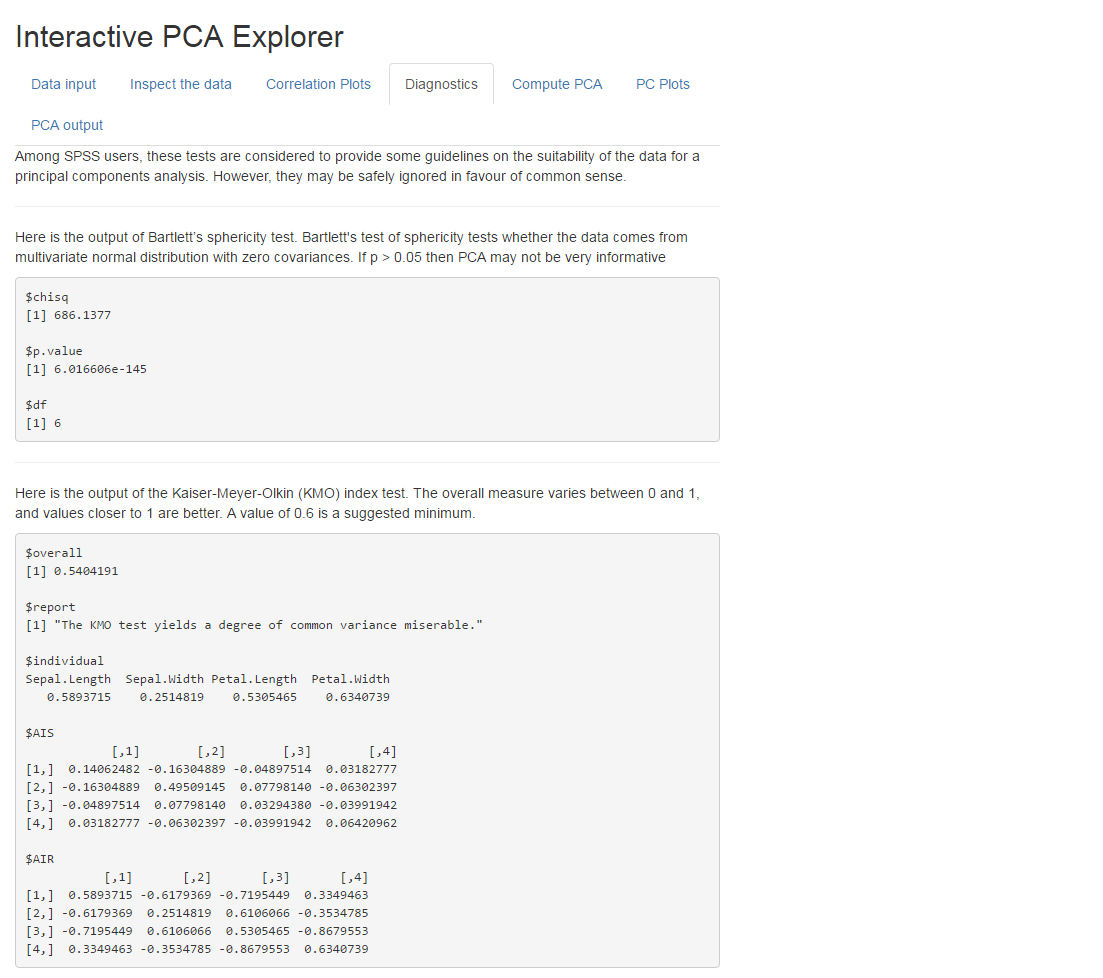 Interactive PCA Explorer
Data input Inspect the data Correlation Plots Diagnostics Compute PCA PC Plots
PCA output
Among SPSS users, these tests are considered to provide some guidelines on the suitability of the data for a
principal components analysis. However, they may be safely ignored in favour of common sense.
Here is the output of Bartlett's sphericity test. Bartlett's test of sphericity tests whether the data comes from
multivariate normal distribution with zero covariances. If p > 0.05 then PCA may not be very informative
$chisq
[1] 686.1377
$p.value
[1] 6.016606e-145
$df
[1] 6
Here is the output of the Kaiser-Meyer-Olkin (KMO) index test. The overall measure varies between 0 and 1,
and values closer to 1 are better. A value of 0.6 is a suggested minimum.
$overall
[1] 0.5404191
$report
[1] "The KMO test yields a degree of common variance miserable."
$individual
Sepal.Length Sepal.Width Petal.Length Petal.Width
0.5893715 0.2514819 0.5305465 0.6340739
$AIS
[,1] [,2] [,3] [,4]
[1,] 0.14062482 -0.16304889 -0.04897514 0.03182777
[2,] -0.16304889 0.49509145 0.07798140 -0.06302397
[3,] -0.04897514 0.07798140 0.03294380 -0.03991942
[4,] 0.03182777 -0.06302397 -0.03991942 0.06420962
$AIR
[,1] [,2] [,3] [,4]
[1,] 0.5893715 -0.6179369 -0.7195449 0.3349463
[2,] -0.6179369 0.2514819 0.6106066 -0.3534785
[3,] -0.7195449 0.6106066 0.5305465 -0.8679553
[4,] 0.3349463 -0.3534785 -0.8679553 0.6340739